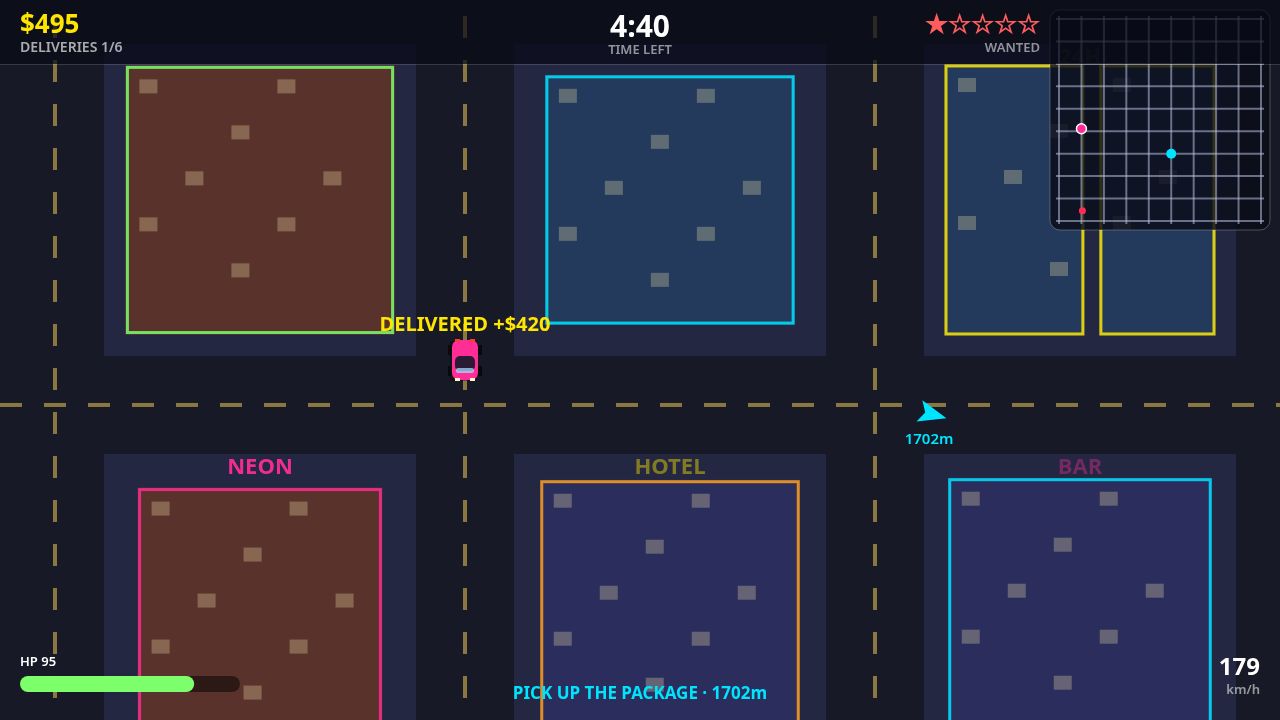 $495
DELIVERIES 1/6
4:40
TIME LEFT
★☆☆☆☆
WANTED
DELIVERED +$420
1702m
NEON
HOTEL
BAR
HP 95
PICK UP THE PACKAGE · 1702m
179
km/h